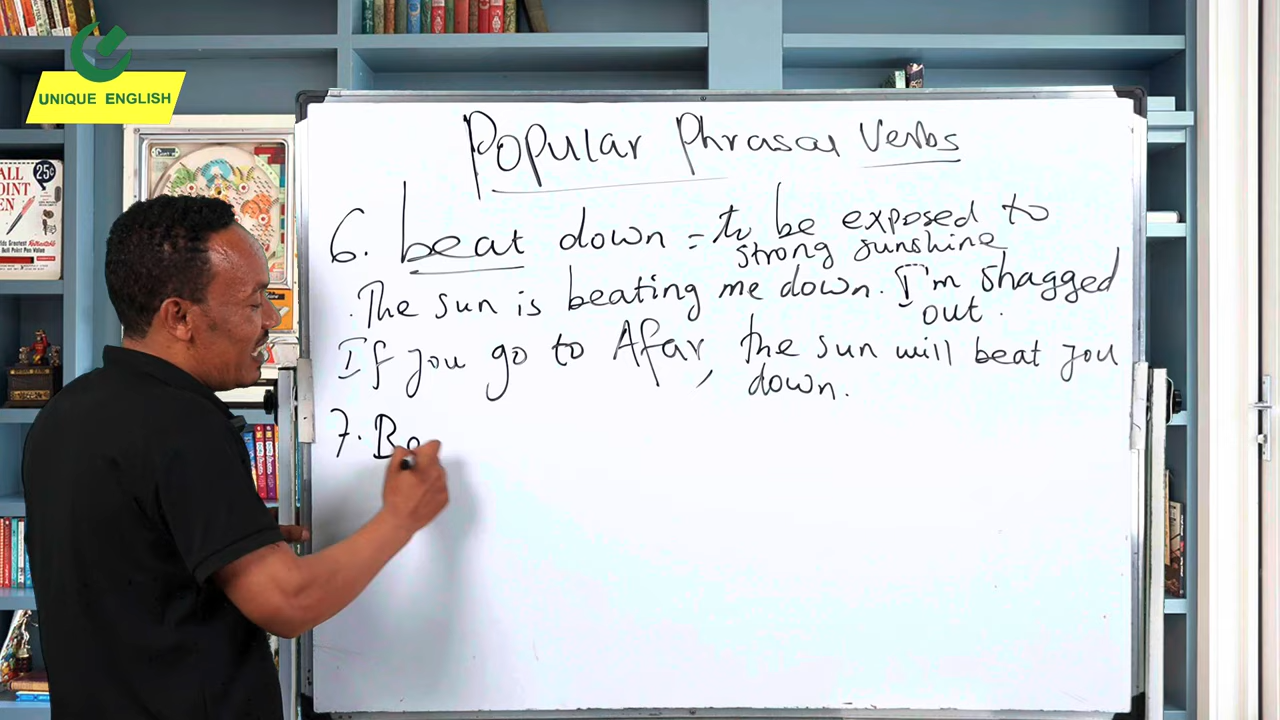 UNIQUE ENGLISH
Popular Phrasal Verbs
6. beat down = to be exposed to
strong sunshine
. The sun is beating me down. I'm shagged
out.
If you go to Afar, the sun will beat you
down.
7. Be
25¢